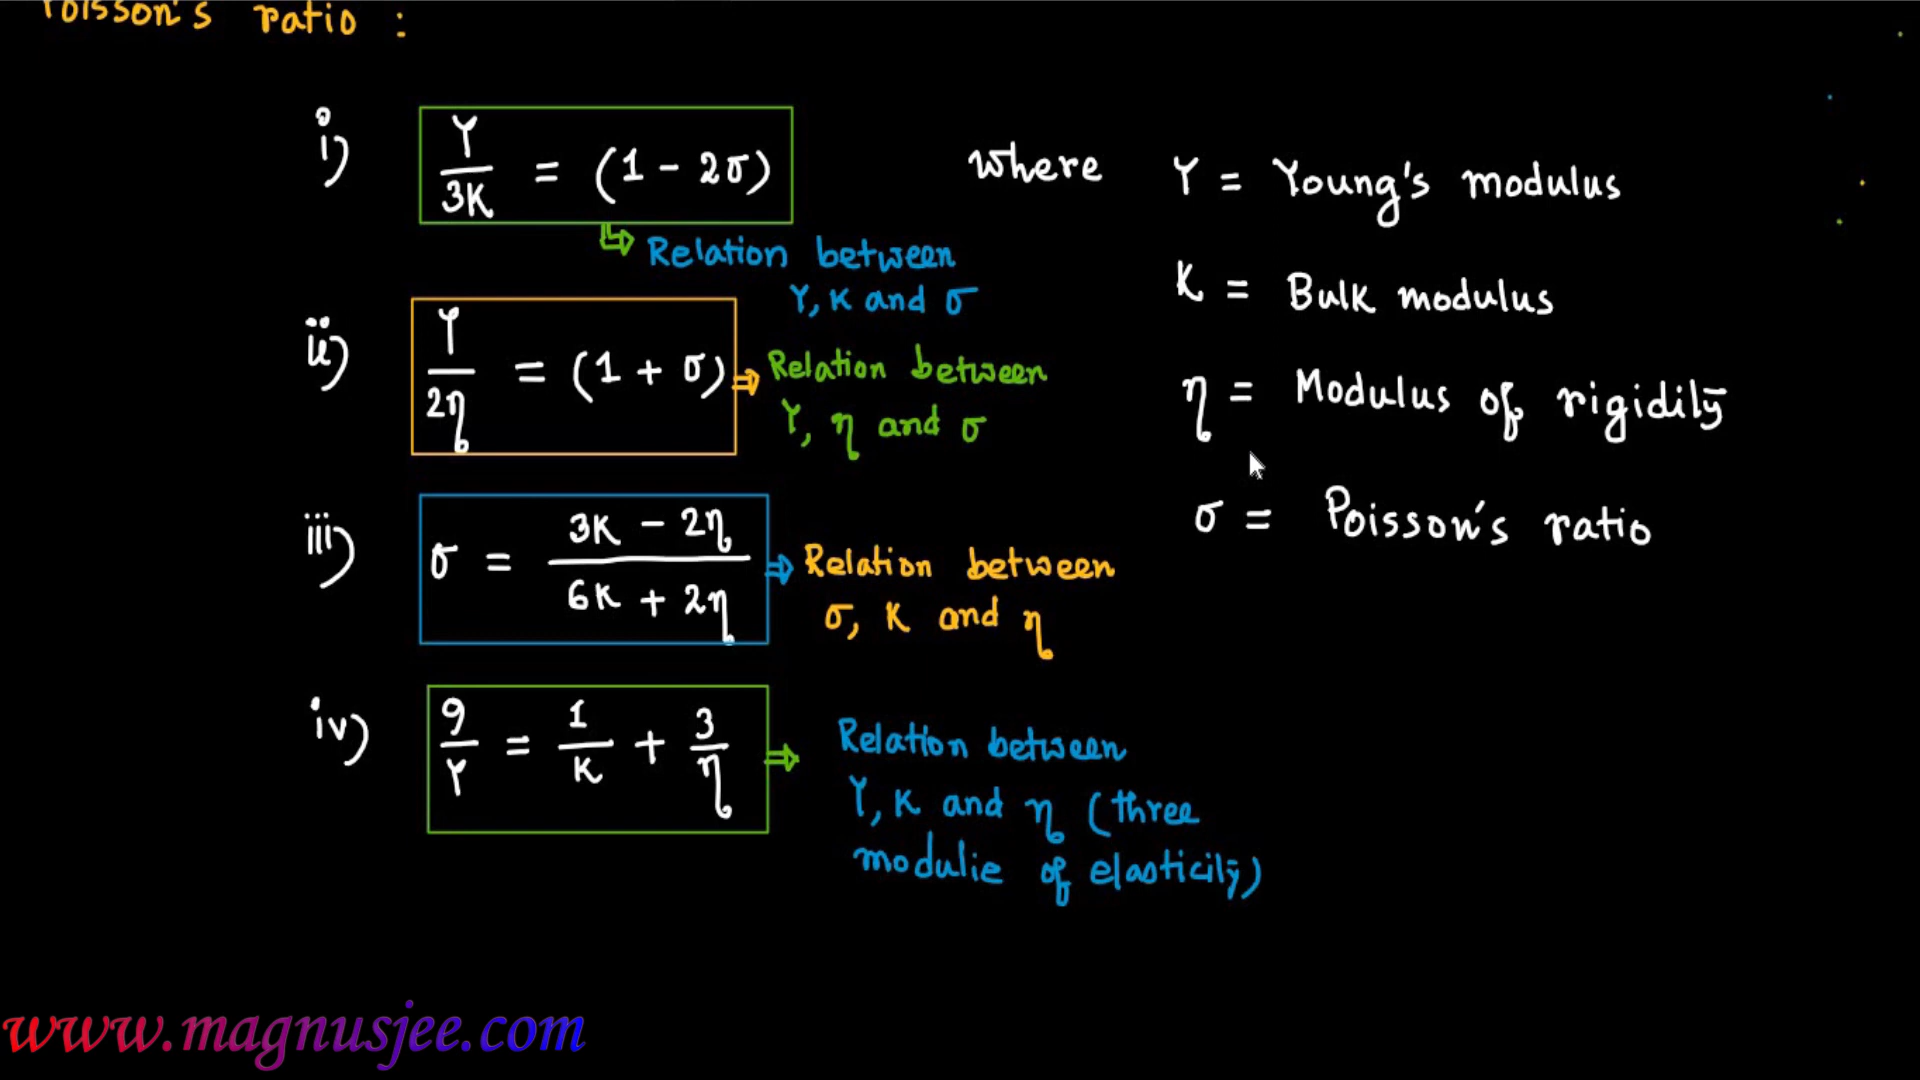 Poisson's ratio :
i) Y/3K = (1 - 2σ)
where Y = Young's modulus
Relation between
Y, K and σ
K = Bulk modulus
ii) Y/2η = (1 + σ)
Relation between
Y, η and σ
η = Modulus of rigidity
σ = Poisson's ratio
iii) σ = (3K - 2η)/(6K + 2η)
Relation between
σ, K and η
iv) 9/Y = 1/K + 3/η
Relation between
Y, K and η (three
modulie of elasticity)
www.magnusjee.com